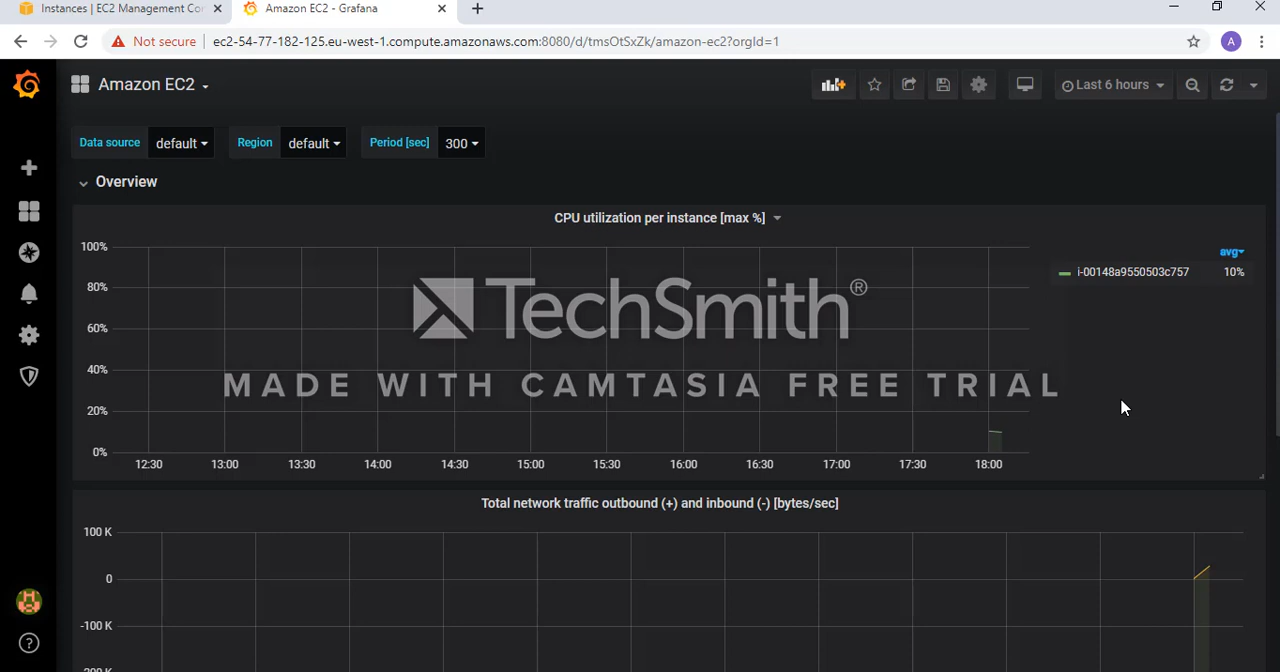 Instances | EC2 Management Co
Amazon EC2 - Grafana
Not secure
ec2-54-77-182-125.eu-west-1.compute.amazonaws.com:8080/d/tmsOtSxZk/amazon-ec2?orgId=1
A
Amazon EC2
Last 6 hours
Data source default Region default Period [sec] 300
Overview
CPU utilization per instance [max %]
100%
80%
60%
40%
20%
0%
12:30 13:00 13:30 14:00 14:30 15:00 15:30 16:00 16:30 17:00 17:30 18:00
avg
i-00148a9550503c757 10%
TechSmith®
MADE WITH CAMTASIA FREE TRIAL
Total network traffic outbound (+) and inbound (-) [bytes/sec]
100 K
0
-100 K